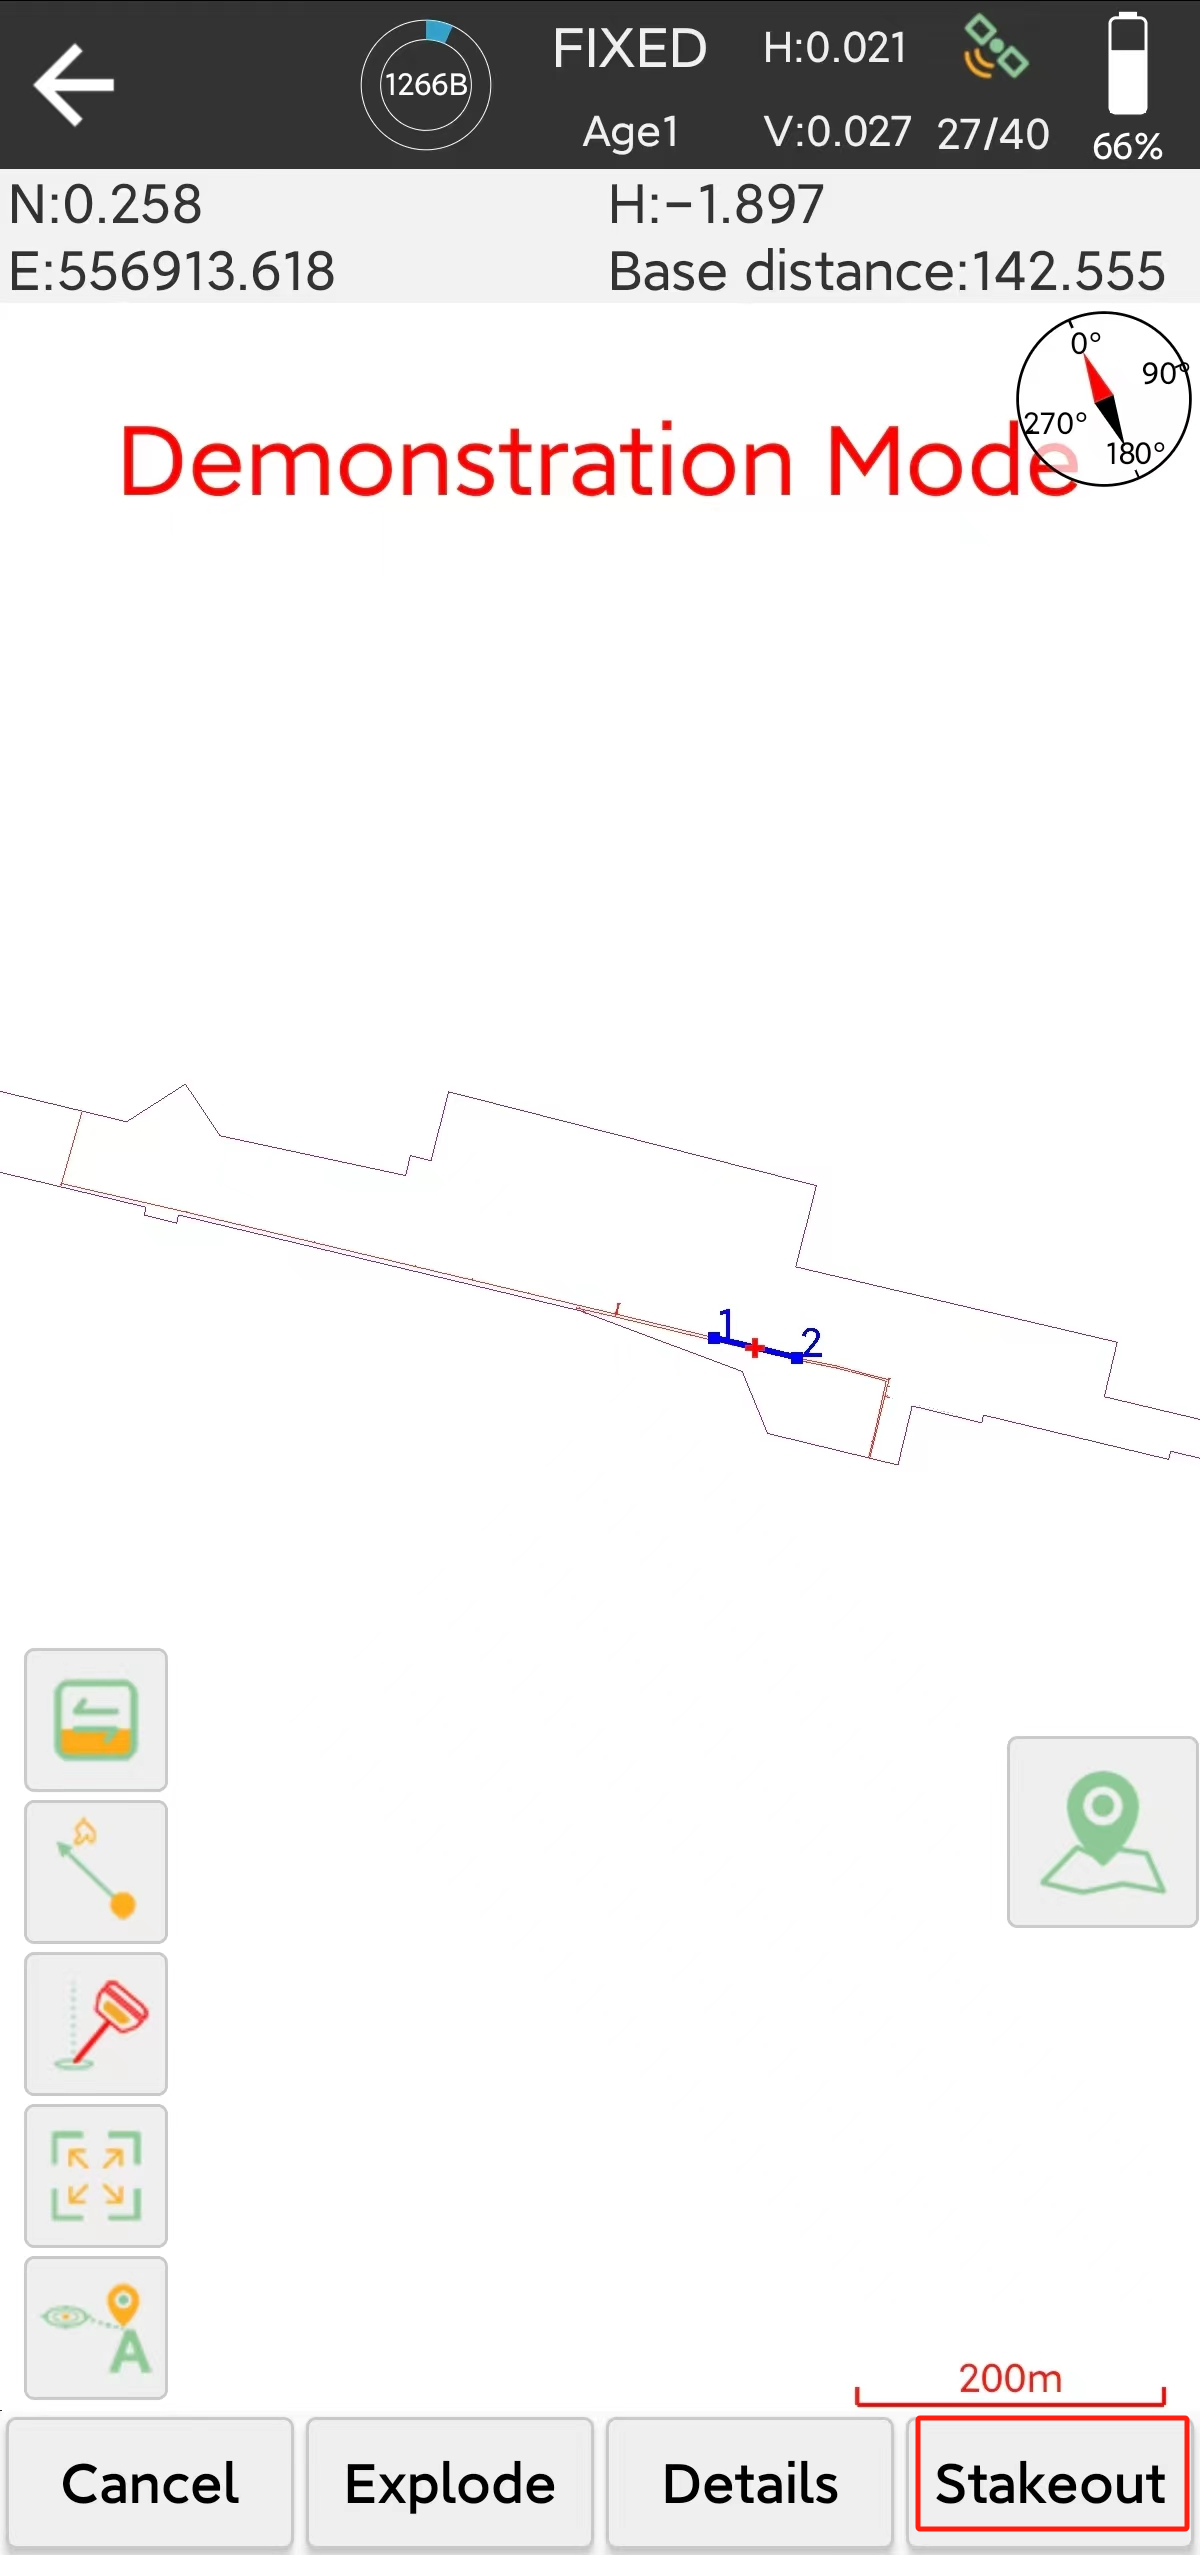 FIXED H:0.021
1266B
Age1 V:0.027 27/40 66%
N:0.258 H:-1.897
E:556913.618 Base distance:142.555
0°
90°
270°
180°
Demonstration Mode
1
2
200m
A
Cancel Explode Details Stakeout